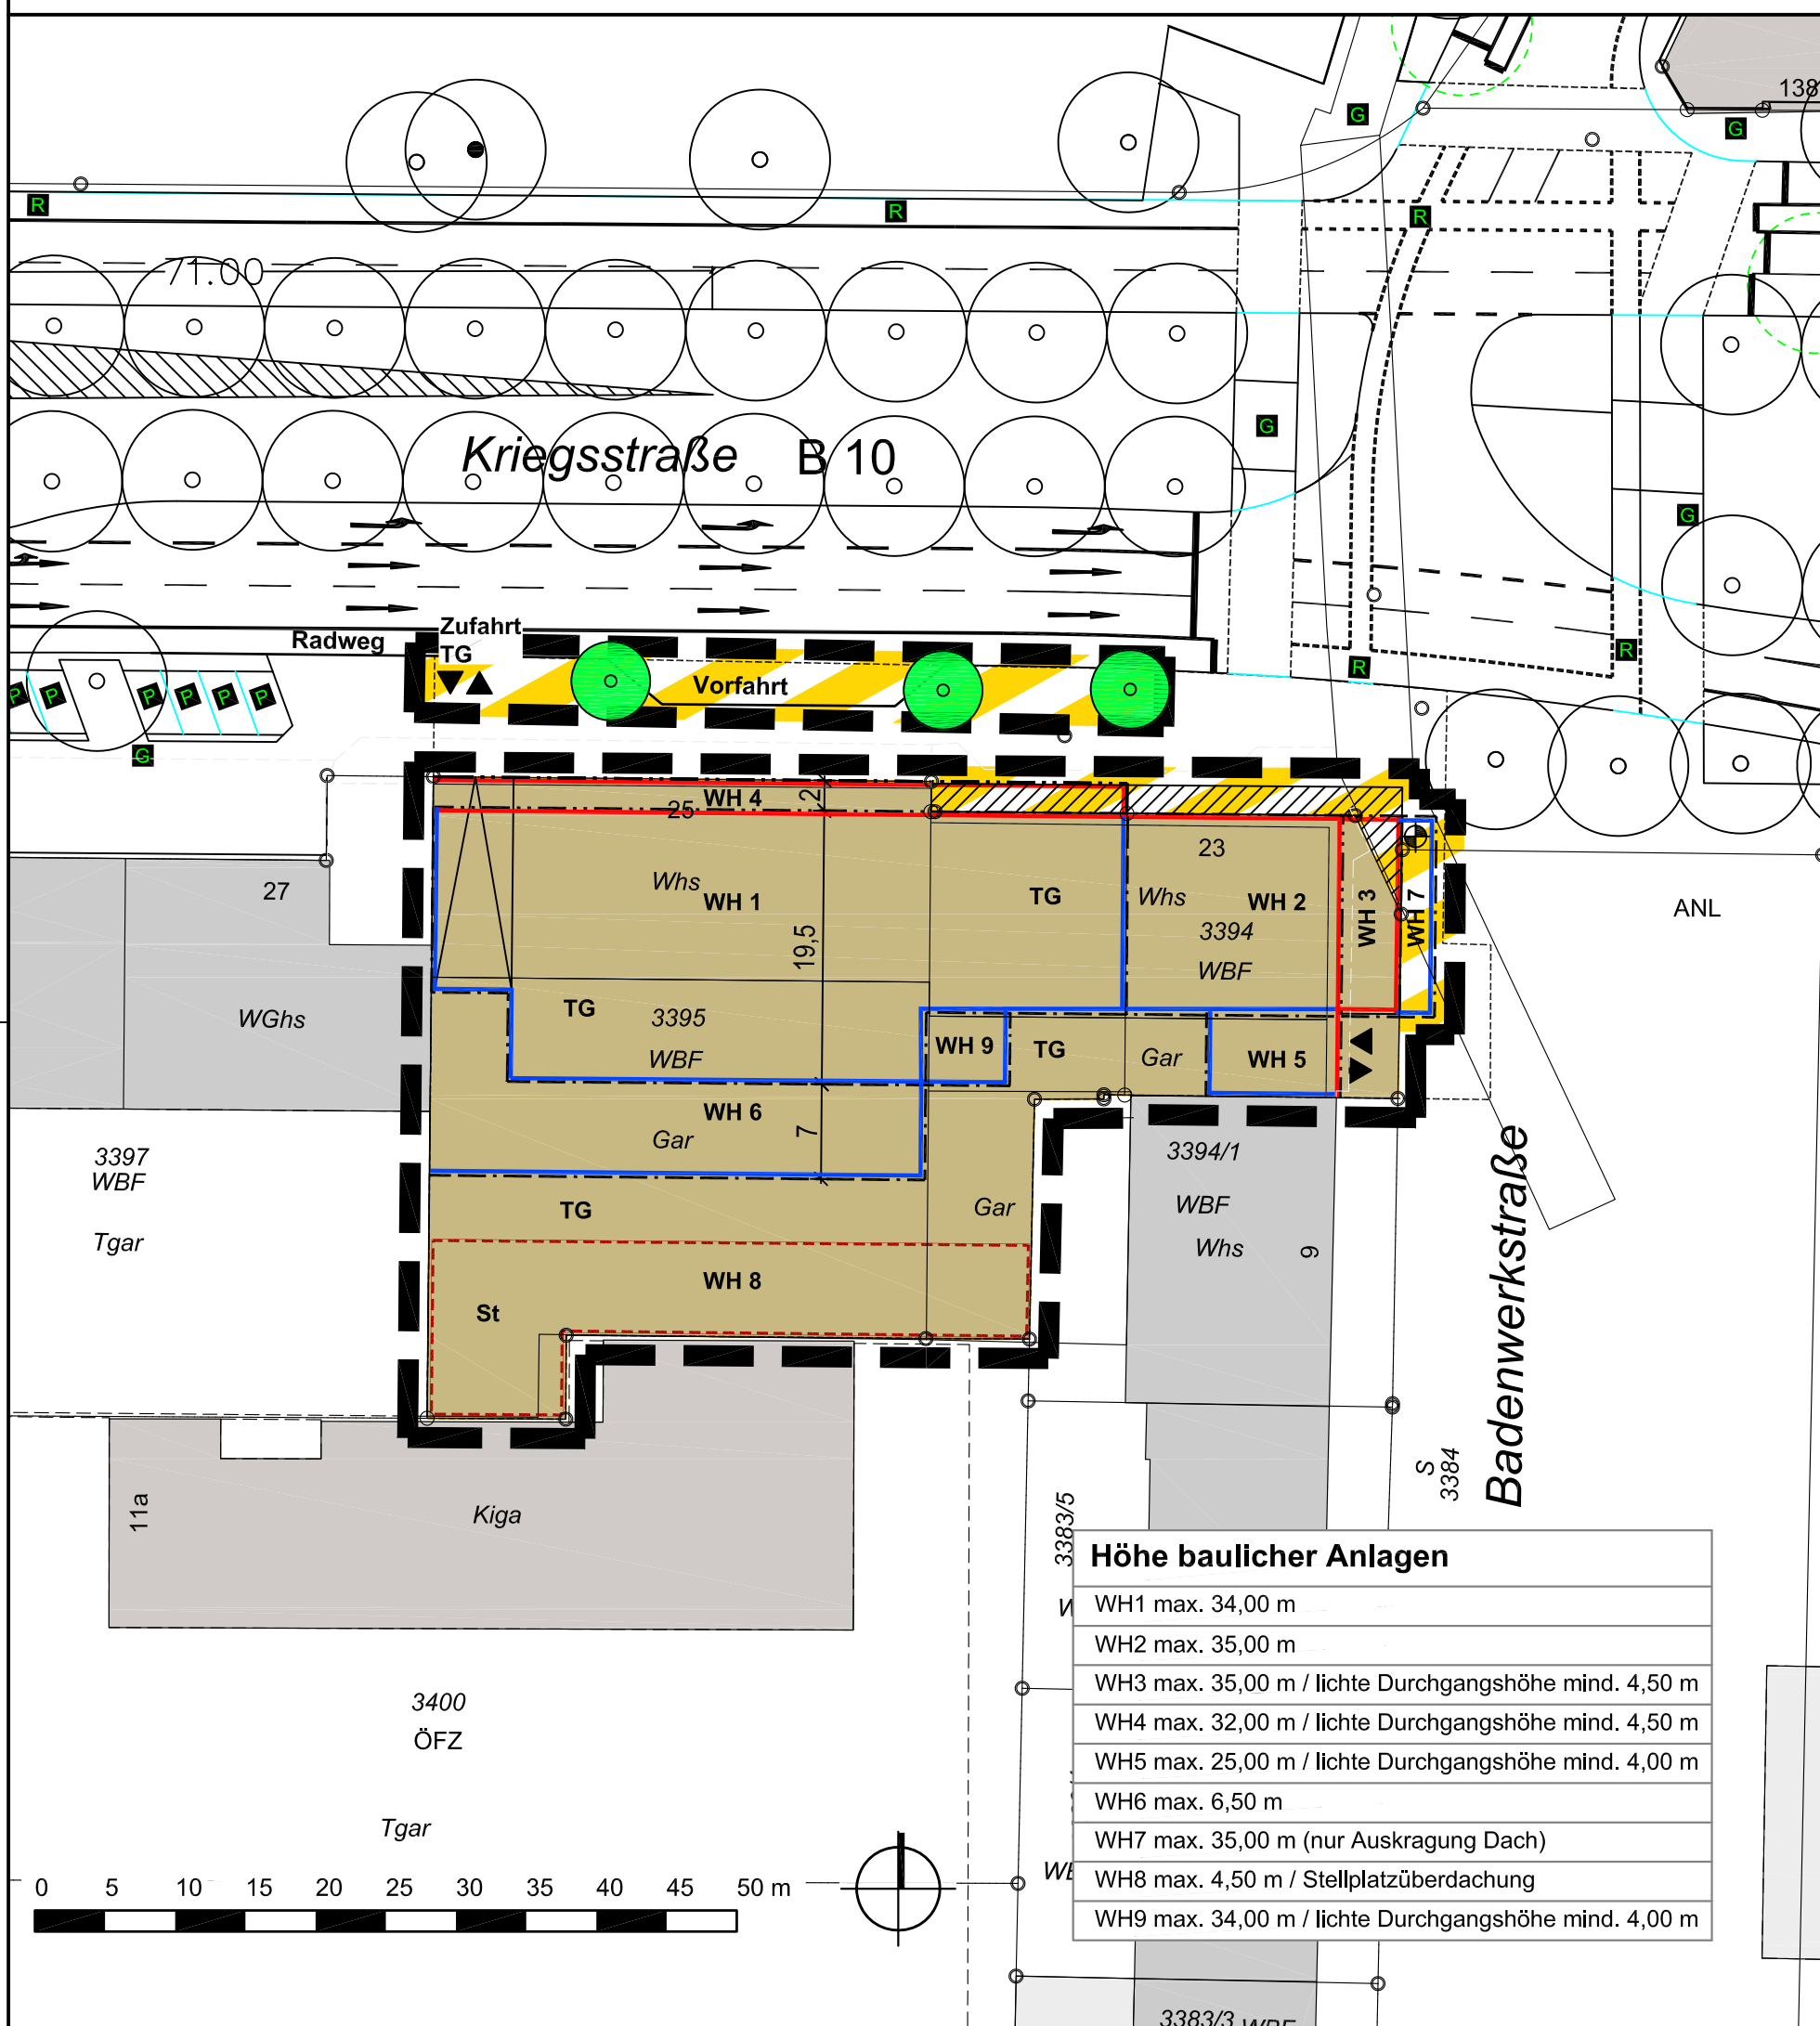 138
G
G
R
R
R
71.00
G
Kriegsstraße B 10
G
Zufahrt
TG
Radweg
Vorfahrt
R
R
P
P
P
P
P
P
G
WH 4
2
25
23
27
Whs
WH 1
TG
Whs
WH 2
WH 3
WH 7
ANL
3394
WBF
19,5
WGhs
TG
3395
WBF
WH 9
TG
Gar
WH 5
WH 6
7
Gar
3397
WBF
Tgar
3394/1
WBF
Whs
9
Gar
TG
WH 8
St
Badenwerkstraße
S
3384
11a
Kiga
3383/5
Höhe baulicher Anlagen
WH1 max. 34,00 m
WH2 max. 35,00 m
WH3 max. 35,00 m / lichte Durchgangshöhe mind. 4,50 m
WH4 max. 32,00 m / lichte Durchgangshöhe mind. 4,50 m
WH5 max. 25,00 m / lichte Durchgangshöhe mind. 4,00 m
WH6 max. 6,50 m
WH7 max. 35,00 m (nur Auskragung Dach)
WH8 max. 4,50 m / Stellplatzüberdachung
WH9 max. 34,00 m / lichte Durchgangshöhe mind. 4,00 m
3400
ÖFZ
Tgar
0 5 10 15 20 25 30 35 40 45 50 m
3383/3